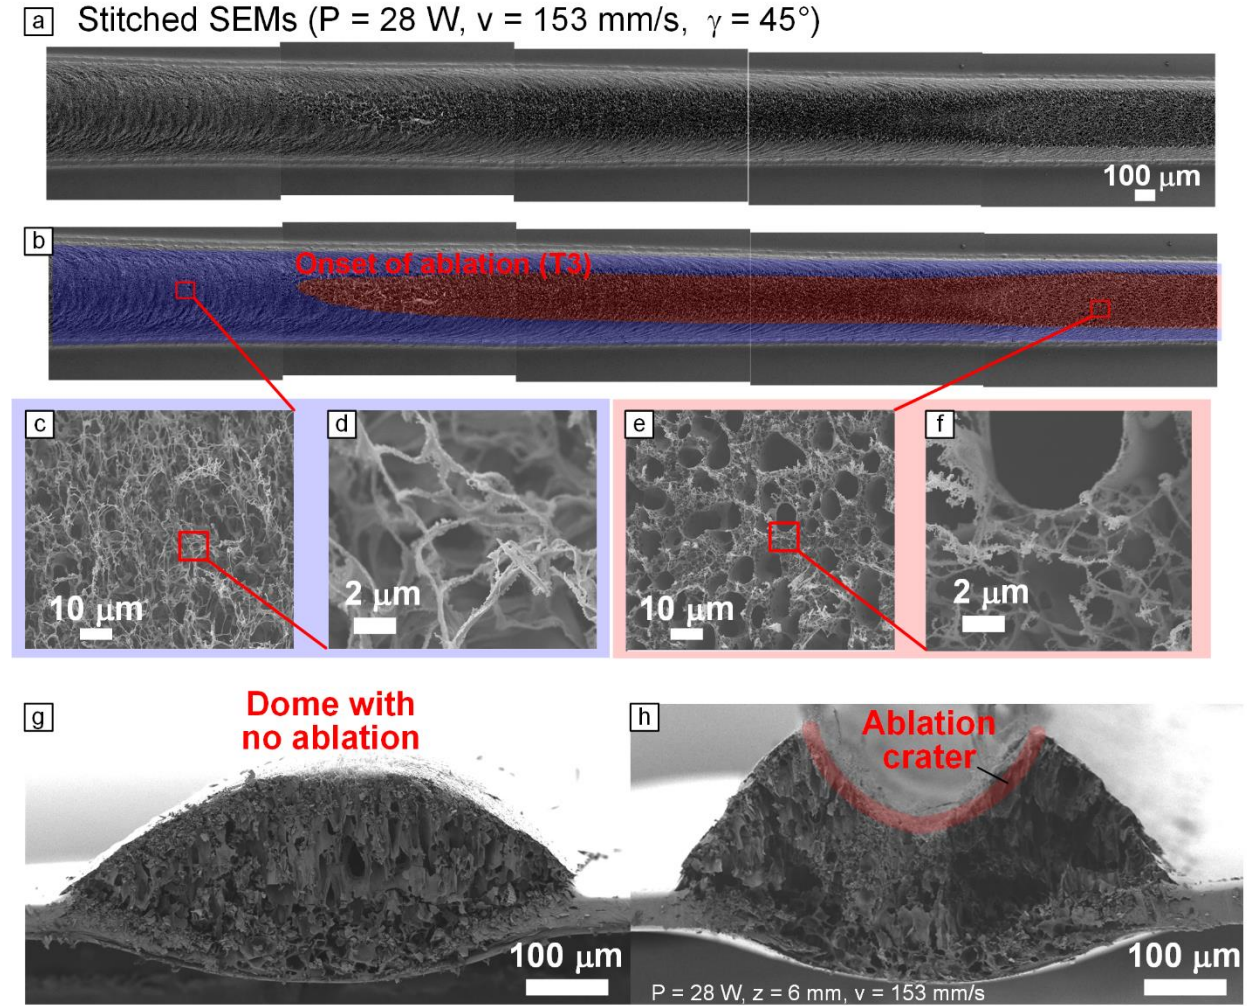 a Stitched SEMs (P = 28 W, v = 153 mm/s, γ = 45°)
100 μm
b
Onset of ablation (T3)
c
10 μm
d
2 μm
e
10 μm
f
2 μm
g
Dome with
no ablation
100 μm
h
Ablation
crater
100 μm
P = 28 W, z = 6 mm, v = 153 mm/s